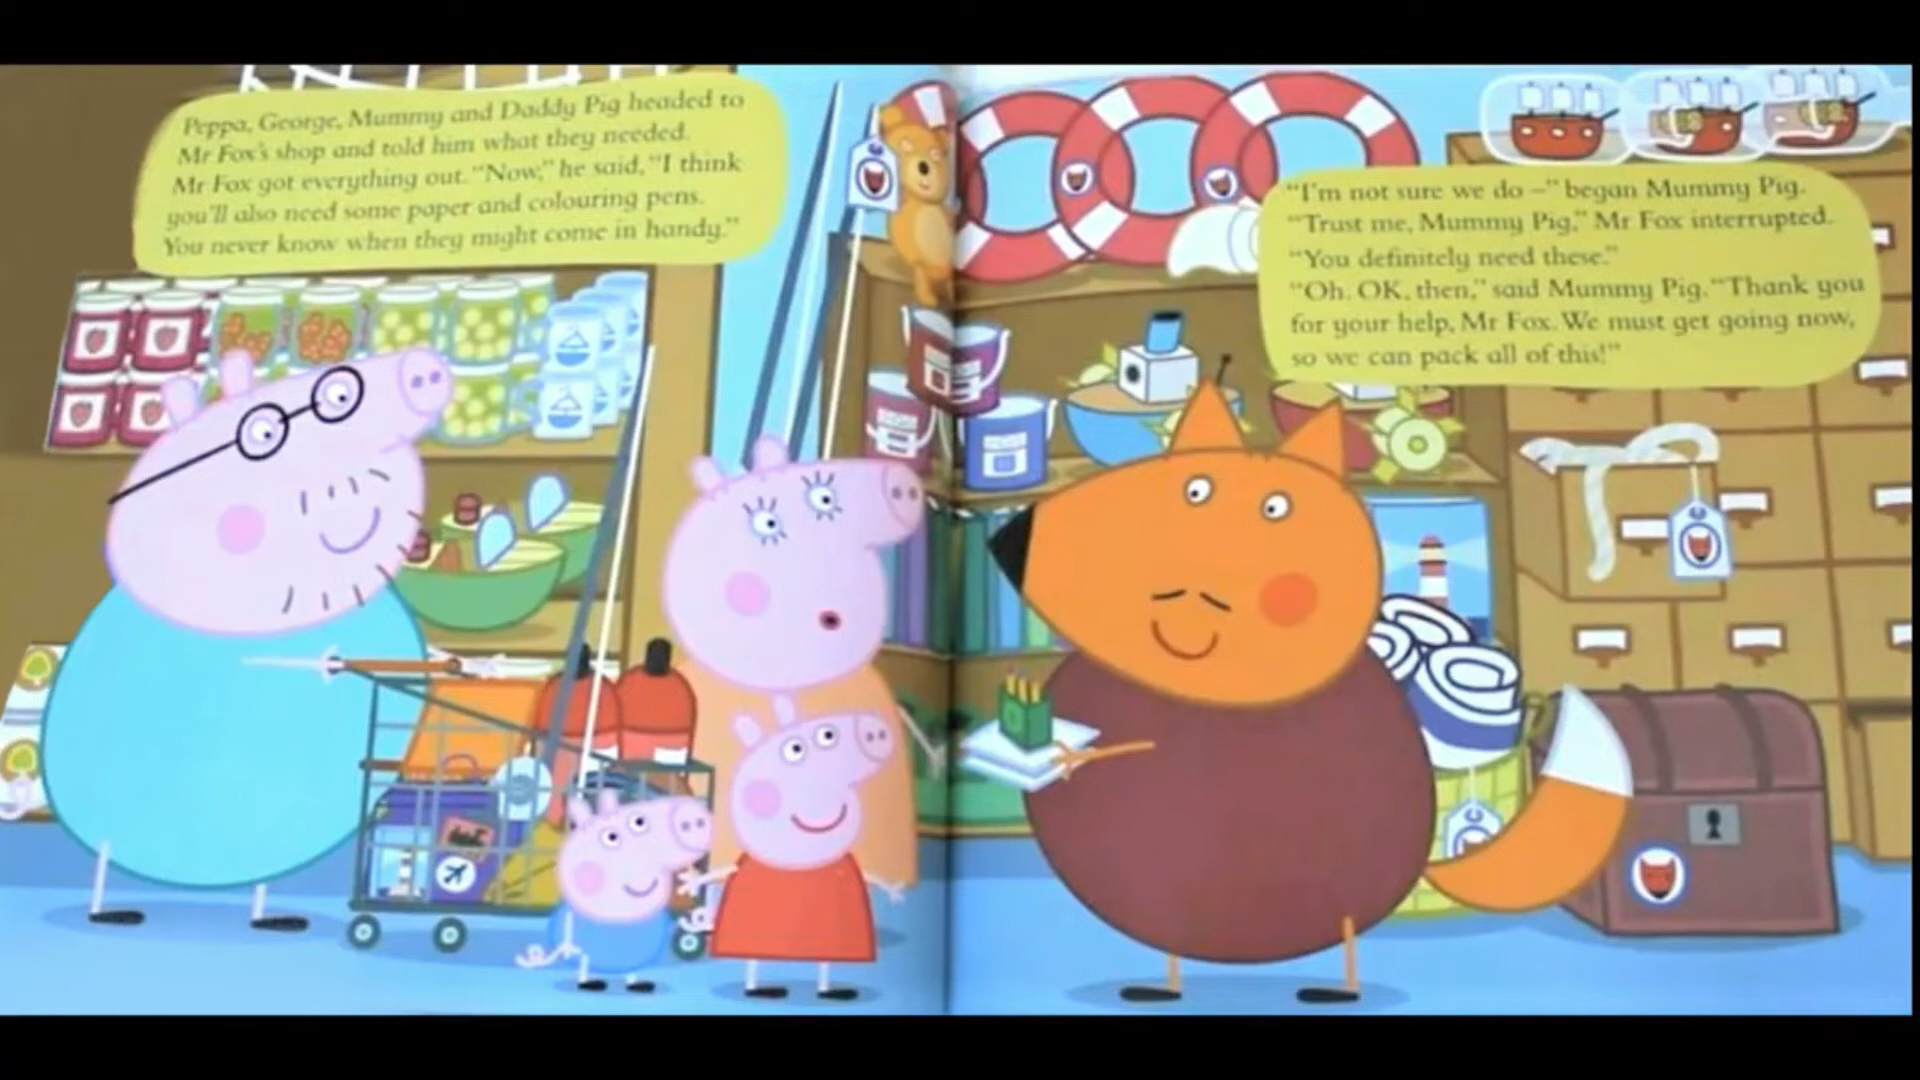 Peppa, George, Mummy and Daddy Pig headed to
Mr Fox's shop and told him what they needed.
Mr Fox got everything out. “Now,” he said, “I think
you'll also need some paper and colouring pens.
You never know when they might come in handy.”
“I'm not sure we do –” began Mummy Pig.
“Trust me, Mummy Pig,” Mr Fox interrupted.
“You definitely need these.”
“Oh. OK, then,” said Mummy Pig. “Thank you
for your help, Mr Fox. We must get going now,
so we can pack all of this!”